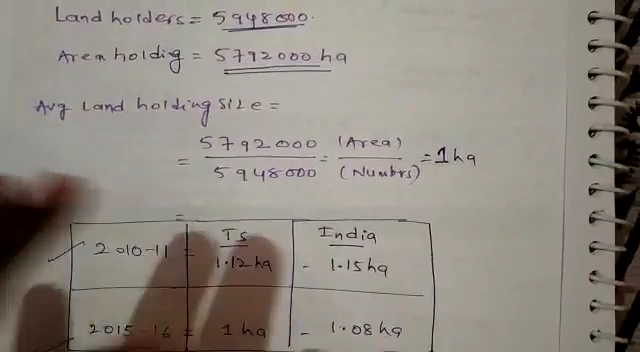 Land holders = 5948000.
Area holding = 5792000 ha
Avg Land holding size =
= 5792000 / 5948000 = (Area) / (Numbrs) = 1 ha
=
TS India
2010-11 = 1.12 ha - 1.15 ha
2015-16 = 1 ha - 1.08 ha